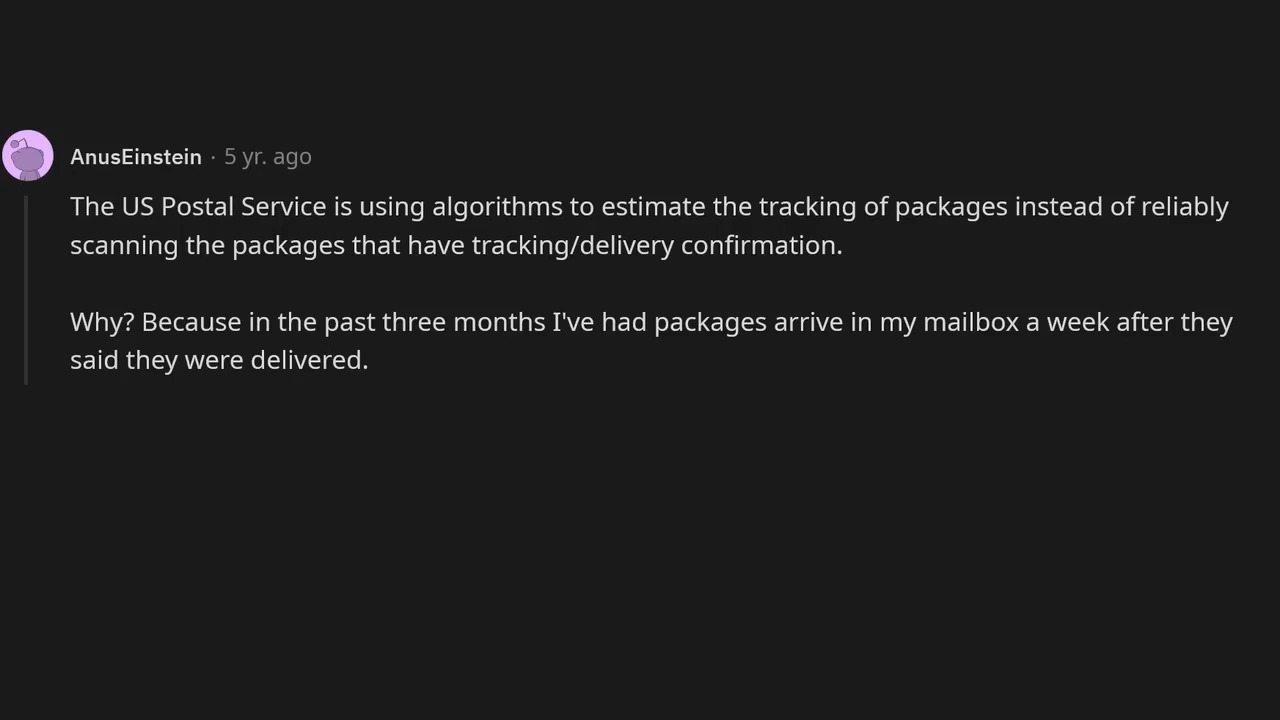 AnusEinstein · 5 yr. ago
The US Postal Service is using algorithms to estimate the tracking of packages instead of reliably
scanning the packages that have tracking/delivery confirmation.
Why? Because in the past three months I've had packages arrive in my mailbox a week after they
said they were delivered.